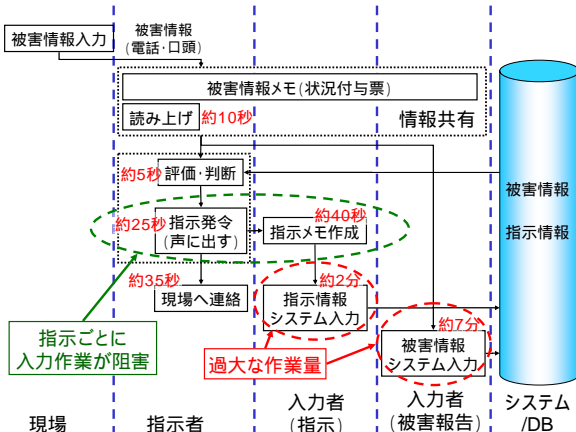 被害情報入力
被害情報
(電話・口頭)
被害情報メモ(状況付与票)
読み上げ
約10秒
情報共有
約5秒
評価・判断
被害情報
指示情報
約25秒
指示発令
(声に出す)
約40秒
指示メモ作成
約35秒
現場へ連絡
約2分
指示情報
システム入力
約7分
被害情報
システム入力
指示ごとに
入力作業が阻害
過大な作業量
現場
指示者
入力者
(指示)
入力者
(被害報告)
システム
/DB